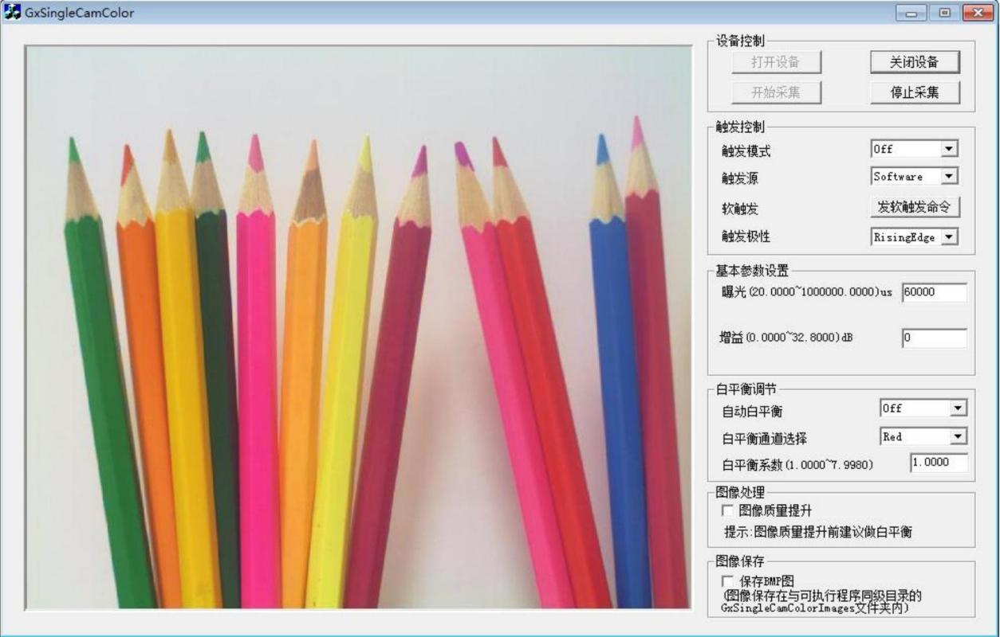 GxSingleCamColor
设备控制
打开设备 关闭设备
开始采集 停止采集
触发控制
触发模式 Off
触发源 Software
软触发 发软触发命令
触发极性 RisingEdge
基本参数设置
曝光(20.0000~1000000.0000)us 60000
增益(0.0000~32.8000)dB 0
白平衡调节
自动白平衡 Off
白平衡通道选择 Red
白平衡系数(1.0000~7.9980) 1.0000
图像处理
图像质量提升
提示:图像质量提升前建议做白平衡
图像保存
保存BMP图
(图像保存在与可执行程序同级目录的
GxSingleCamColorImages文件夹内)